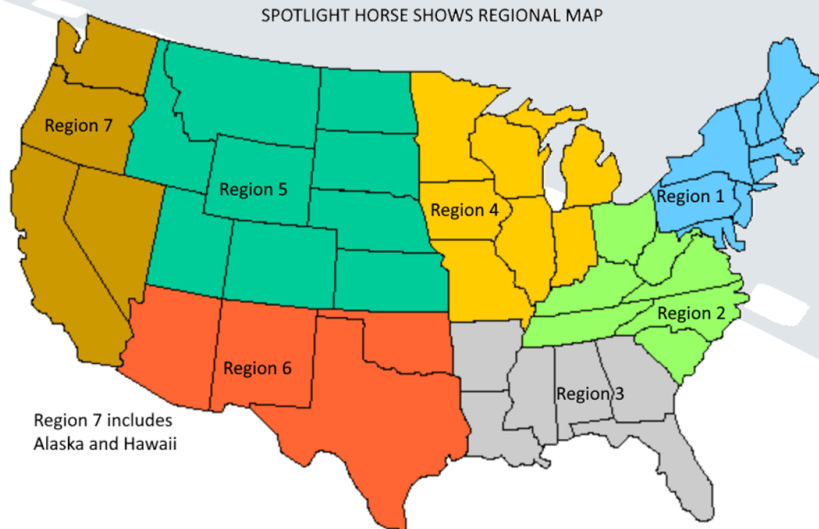 SPOTLIGHT HORSE SHOWS REGIONAL MAP
Region 7
Region 5
Region 4
Region 1
Region 2
Region 6
Region 3
Region 7 includes
Alaska and Hawaii